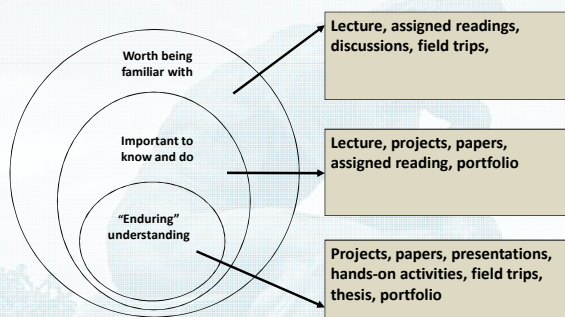 Worth being
familiar with
Lecture, assigned readings,
discussions, field trips,
Important to
know and do
Lecture, projects, papers,
assigned reading, portfolio
“Enduring”
understanding
Projects, papers, presentations,
hands-on activities, field trips,
thesis, portfolio